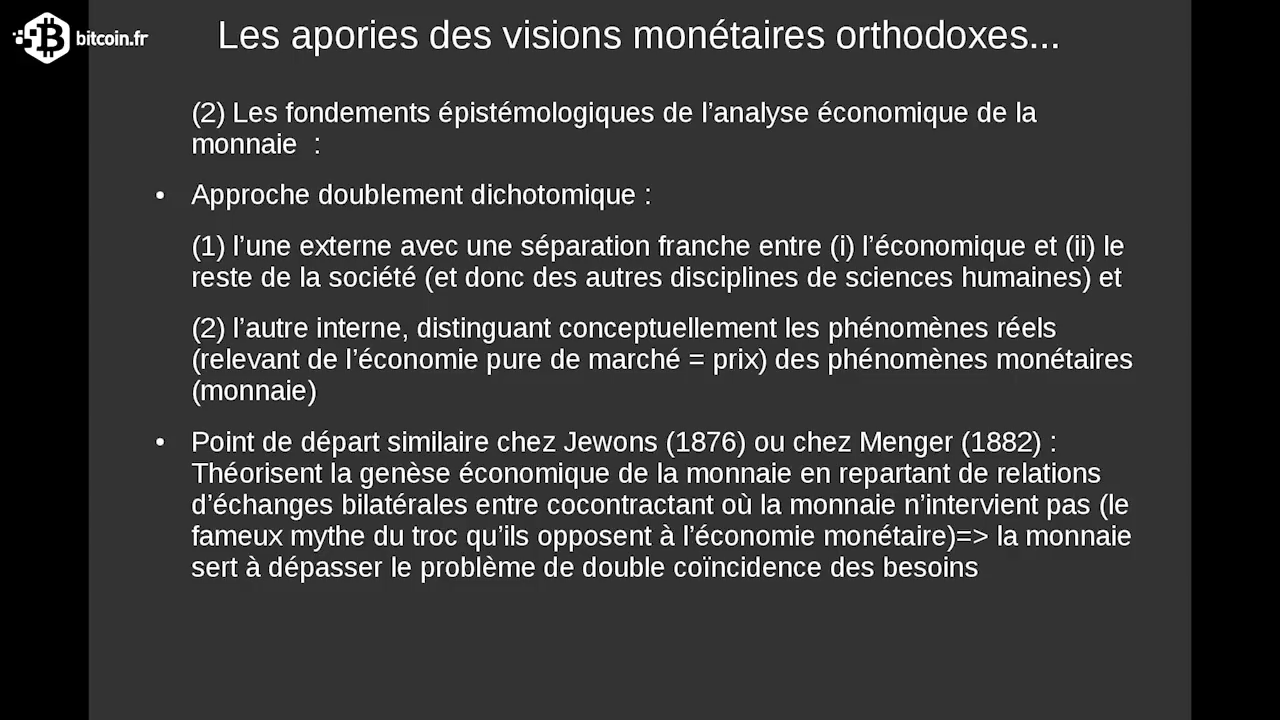 bitcoin.fr
Les apories des visions monétaires orthodoxes...
(2) Les fondements épistémologiques de l’analyse économique de la
monnaie  :
• Approche doublement dichotomique :
(1) l’une externe avec une séparation franche entre (i) l’économique et (ii) le
reste de la société (et donc des autres disciplines de sciences humaines) et
(2) l’autre interne, distinguant conceptuellement les phénomènes réels
(relevant de l’économie pure de marché = prix) des phénomènes monétaires
(monnaie)
• Point de départ similaire chez Jewons (1876) ou chez Menger (1882) :
Théorisent la genèse économique de la monnaie en repartant de relations
d’échanges bilatérales entre cocontractant où la monnaie n’intervient pas (le
fameux mythe du troc qu’ils opposent à l’économie monétaire)=> la monnaie
sert à dépasser le problème de double coïncidence des besoins